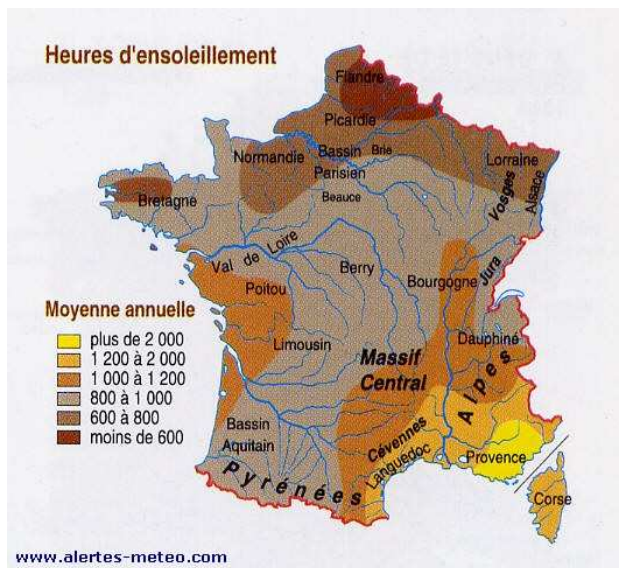 Heures d'ensoleillement
Flandre
Picardie
Normandie
Bassin
Parisien
Brie
Lorraine
Vosges
Alsace
Bretagne
Beauce
Val de Loire
Berry
Bourgogne
Jura
Poitou
Moyenne annuelle
plus de 2 000
1 200 à 2 000
1 000 à 1 200
800 à 1 000
600 à 800
moins de 600
Limousin
Massif
Central
Dauphiné
Alpes
Bassin
Aquitain
Cévennes
Languedoc
Provence
Pyrénées
Corse
www.alertes-meteo.com